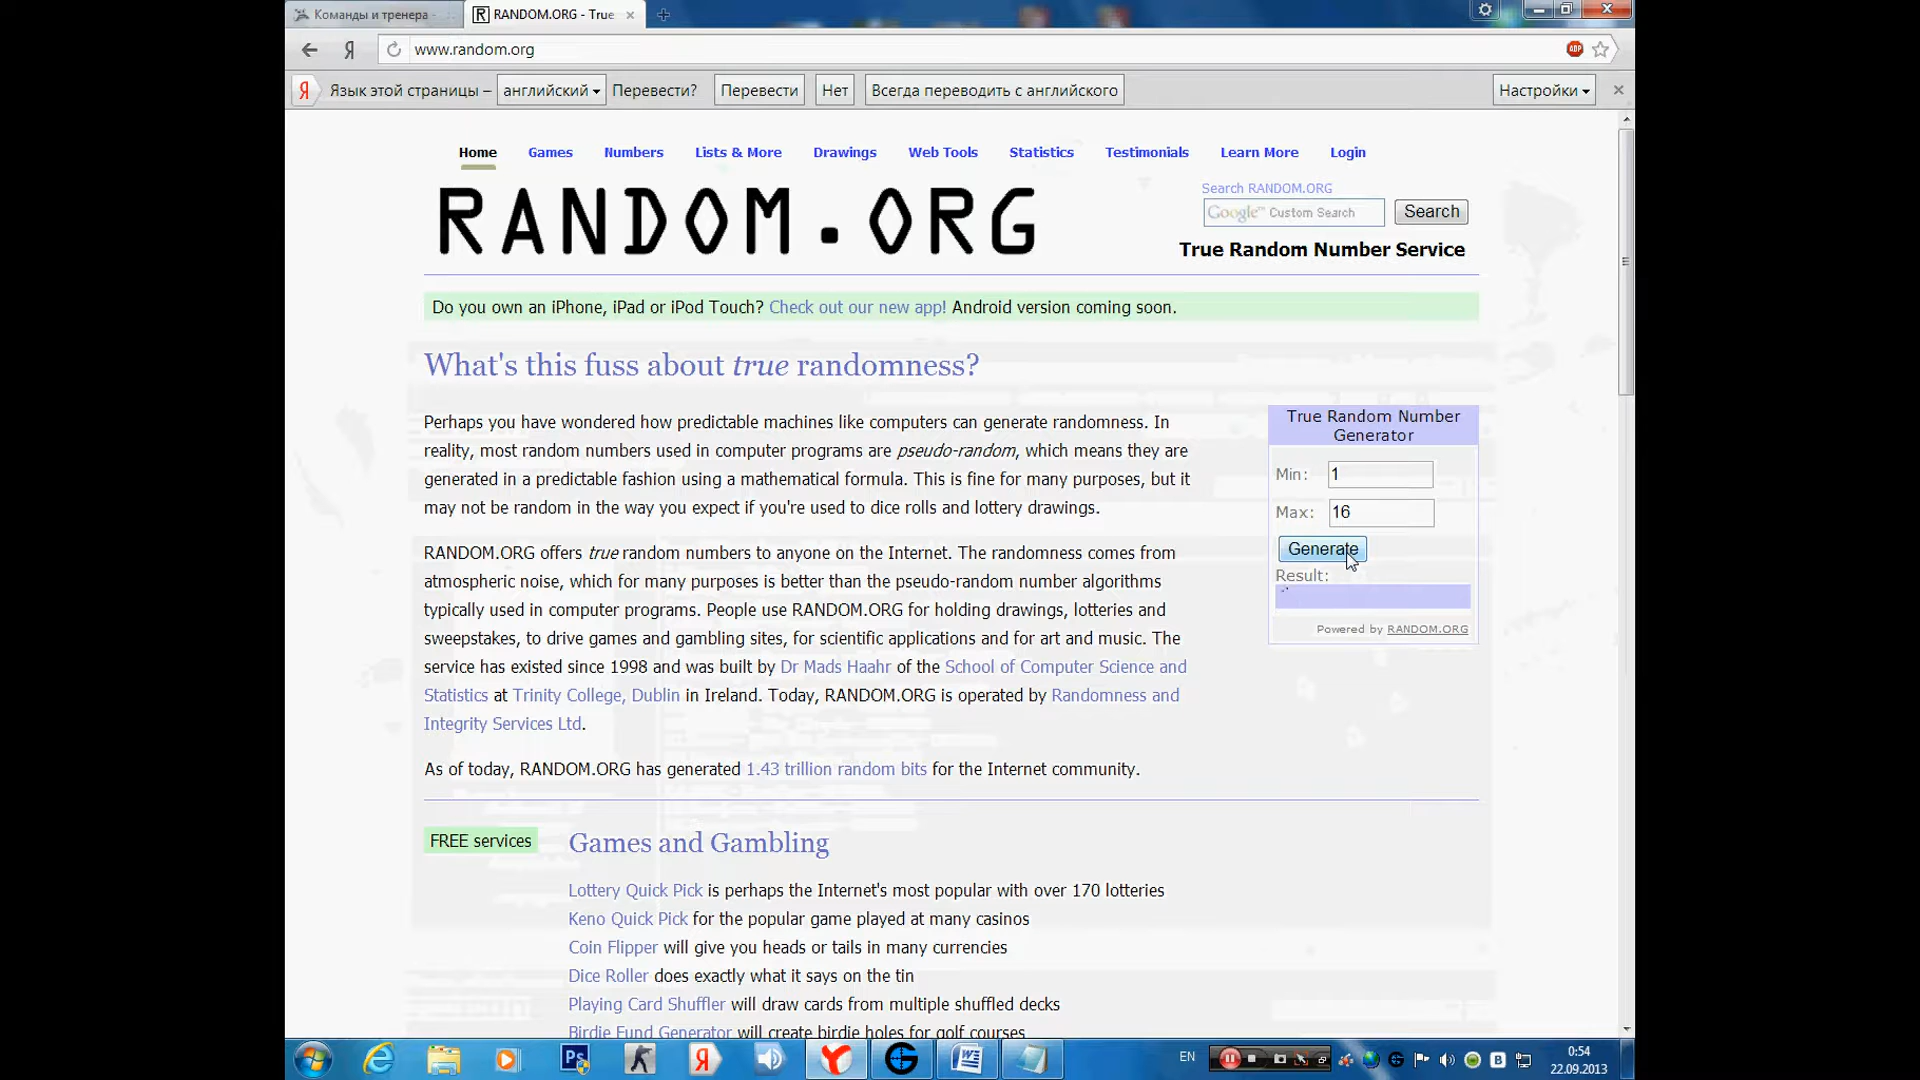 Команды и тренера -
RANDOM.ORG - True
www.random.org
ABP
Я Язык этой страницы – английский Перевести? Перевести Нет Всегда переводить с английского Настройки
Home Games Numbers Lists & More Drawings Web Tools Statistics Testimonials Learn More Login
RANDOM.ORG
Search RANDOM.ORG
Google™ Custom Search Search
True Random Number Service
Do you own an iPhone, iPad or iPod Touch? Check out our new app! Android version coming soon.
What's this fuss about true randomness?
Perhaps you have wondered how predictable machines like computers can generate randomness. In
reality, most random numbers used in computer programs are pseudo-random, which means they are
generated in a predictable fashion using a mathematical formula. This is fine for many purposes, but it
may not be random in the way you expect if you're used to dice rolls and lottery drawings.
RANDOM.ORG offers true random numbers to anyone on the Internet. The randomness comes from
atmospheric noise, which for many purposes is better than the pseudo-random number algorithms
typically used in computer programs. People use RANDOM.ORG for holding drawings, lotteries and
sweepstakes, to drive games and gambling sites, for scientific applications and for art and music. The
service has existed since 1998 and was built by Dr Mads Haahr of the School of Computer Science and
Statistics at Trinity College, Dublin in Ireland. Today, RANDOM.ORG is operated by Randomness and
Integrity Services Ltd.
As of today, RANDOM.ORG has generated 1.43 trillion random bits for the Internet community.
True Random Number
Generator
Min: 1
Max: 16
Generate
Result:
Powered by RANDOM.ORG
FREE services
Games and Gambling
Lottery Quick Pick is perhaps the Internet's most popular with over 170 lotteries
Keno Quick Pick for the popular game played at many casinos
Coin Flipper will give you heads or tails in many currencies
Dice Roller does exactly what it says on the tin
Playing Card Shuffler will draw cards from multiple shuffled decks
Birdie Fund Generator will create birdie holes for golf courses
Ps
Я
EN
0:54
22.09.2013